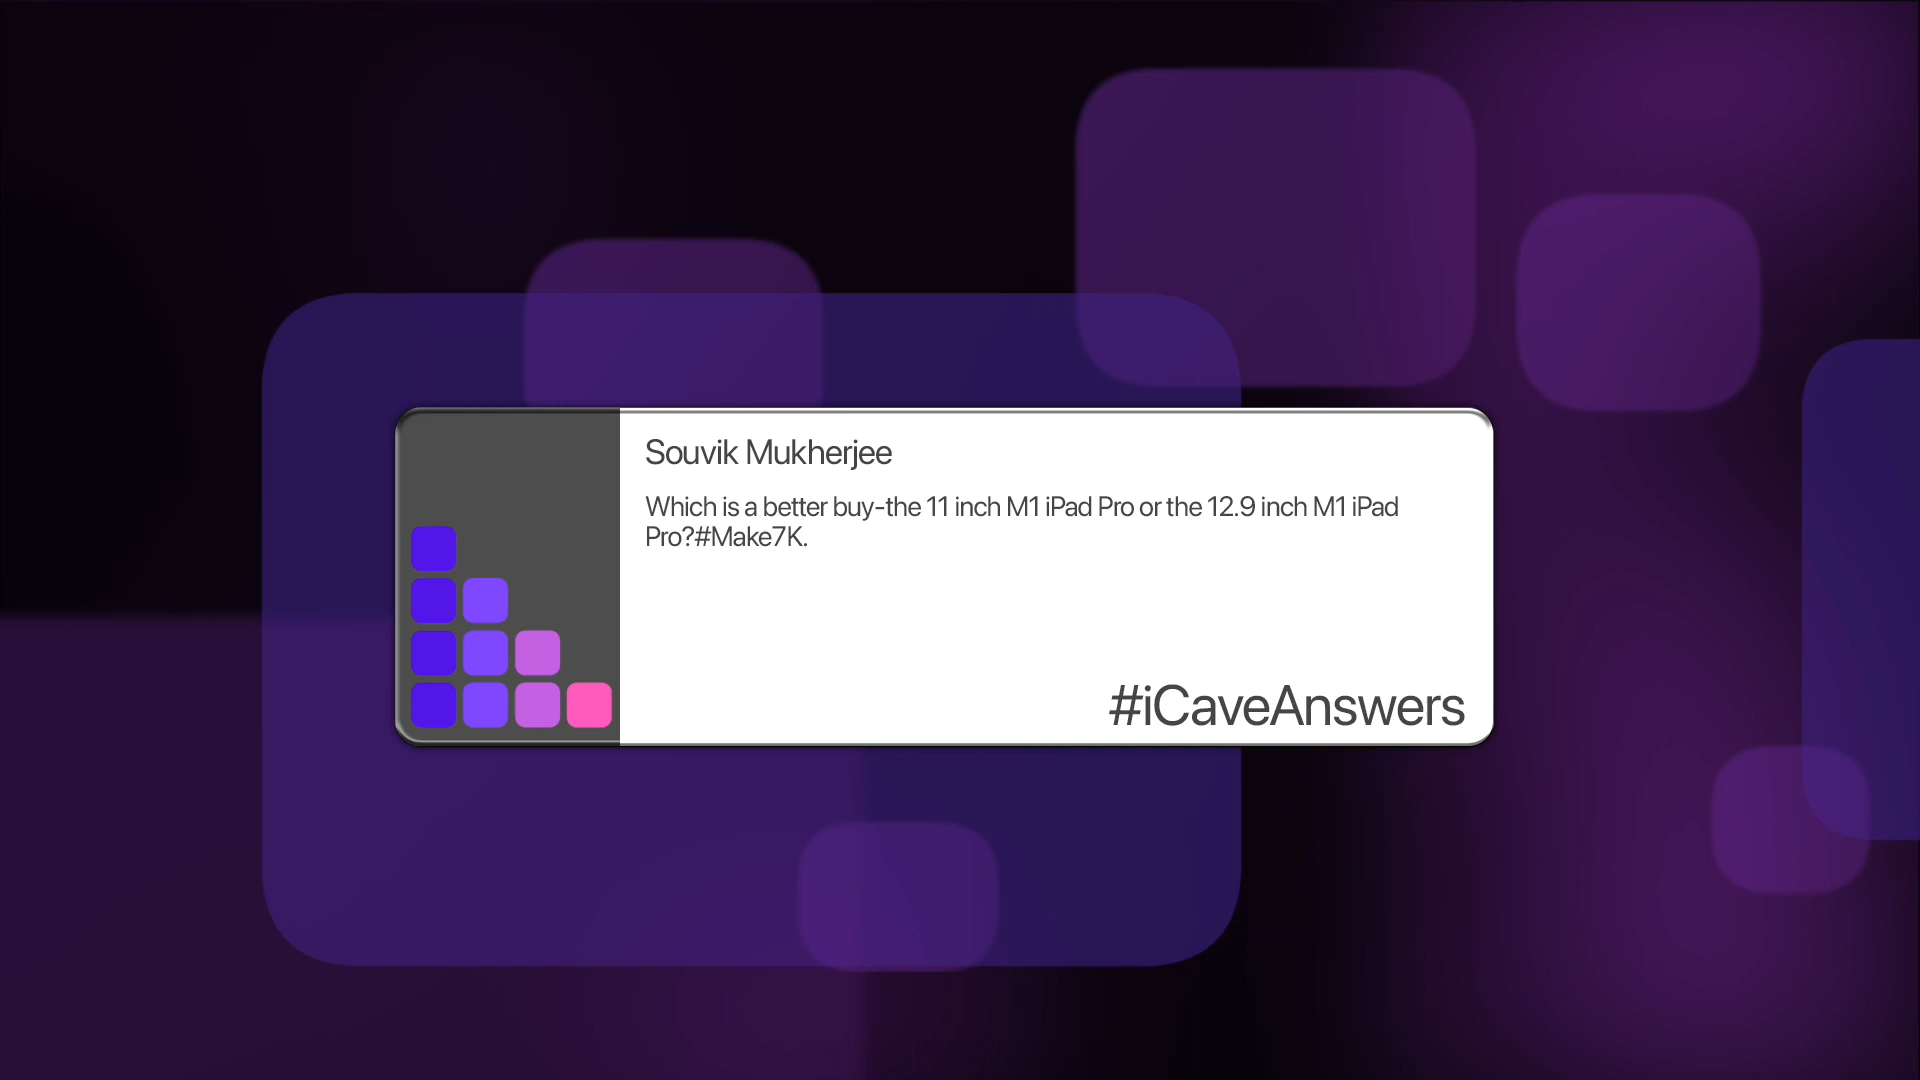 Souvik Mukherjee
Which is a better buy-the 11 inch M1 iPad Pro or the 12.9 inch M1 iPad
Pro?#Make7K.
#iCaveAnswers